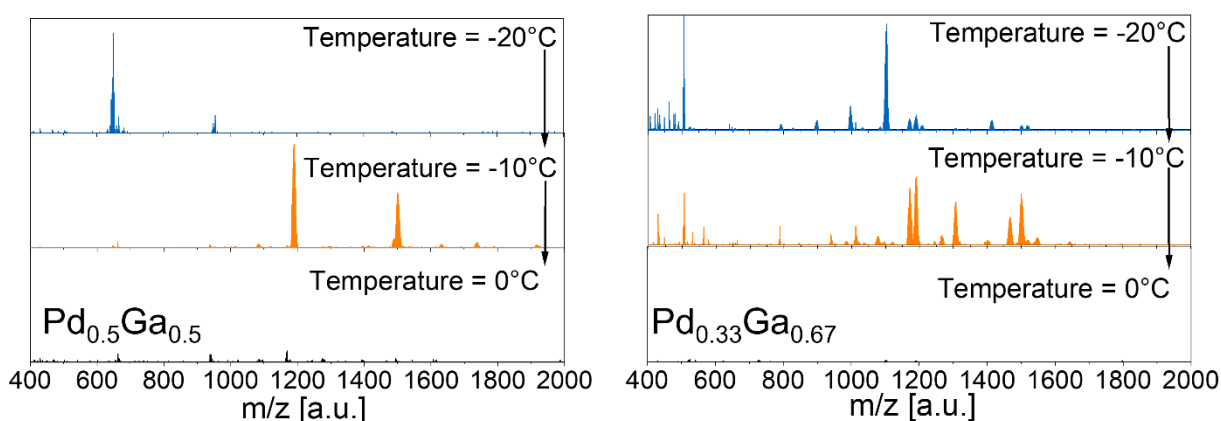 Temperature = -20°C
Temperature = -10°C
Temperature = 0°C
Pd0.5Ga0.5
400 600 800 1000 1200 1400 1600 1800 2000
m/z [a.u.]
Temperature = -20°C
Temperature = -10°C
Temperature = 0°C
Pd0.33Ga0.67
400 600 800 1000 1200 1400 1600 1800 2000
m/z [a.u.]